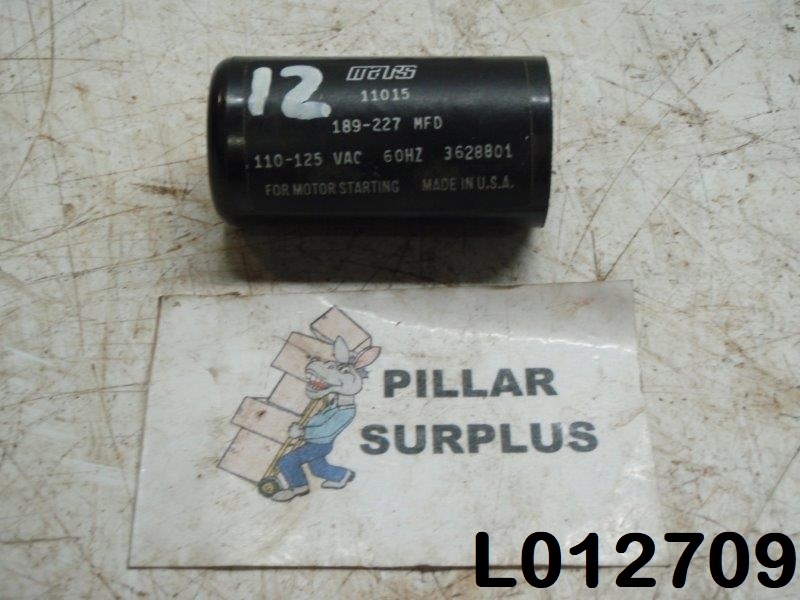 12
mars
11015
189-227 MFD
110-125 VAC 60HZ 3628801
FOR MOTOR STARTING MADE IN U.S.A.
PILLAR
SURPLUS
L012709